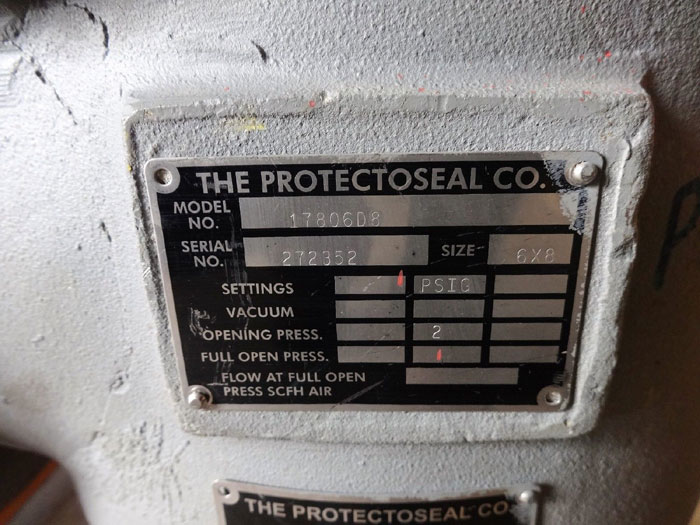 THE PROTECTOSEAL CO.
MODEL NO. 17806D8
SERIAL NO. 272352 SIZE 6X8
SETTINGS PSIG
VACUUM
OPENING PRESS. 2
FULL OPEN PRESS.
FLOW AT FULL OPEN
PRESS SCFH AIR
THE PROTECTOSEAL CO.